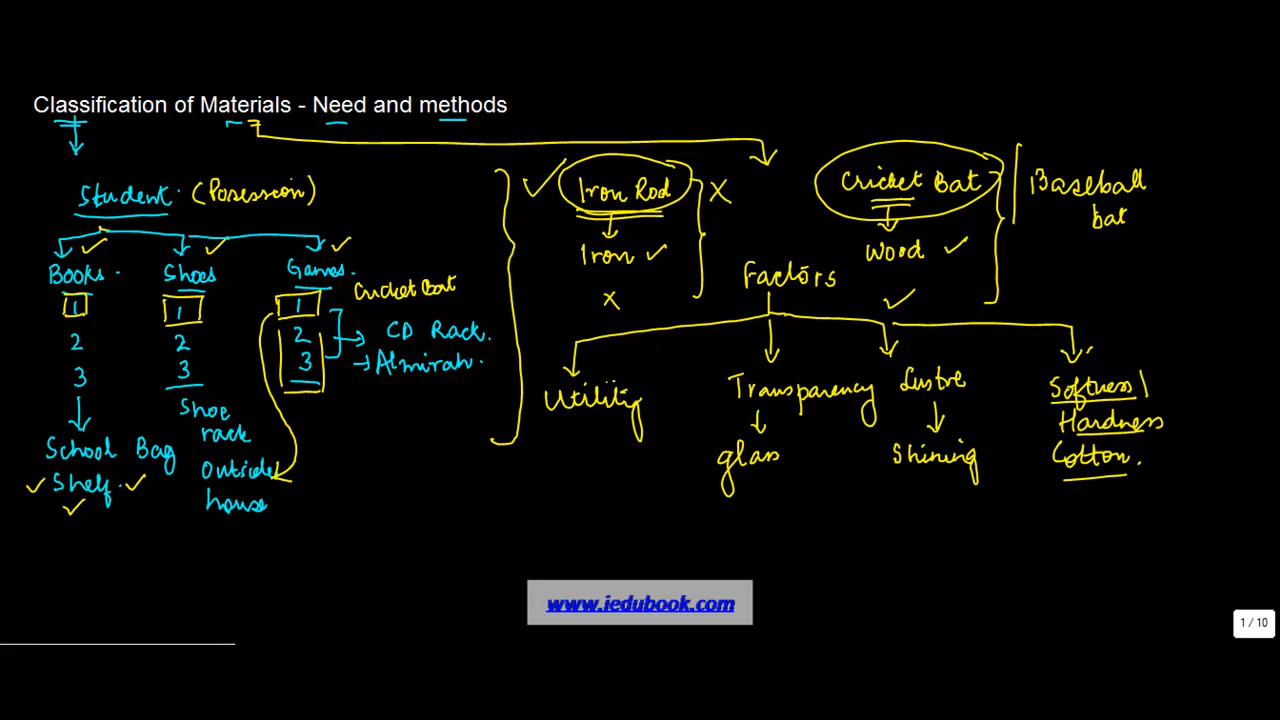 Classification of Materials - Need and methods
Student. (Posession)
Books.
1
2
3
School Bag
Shelf.
Shoes
1
2
3
Shoe
rack
Outside
house
Games.
1
2
3
Cricket bat
CD Rack.
Almirah.
Iron Rod
X
Iron
X
Cricket Bat
Wood
Baseball
bat
Factors
Utility
Transparency
glass
Lustre
Shining
Softness/
Hardness
Cotton.
www.iedubook.com
1 / 10